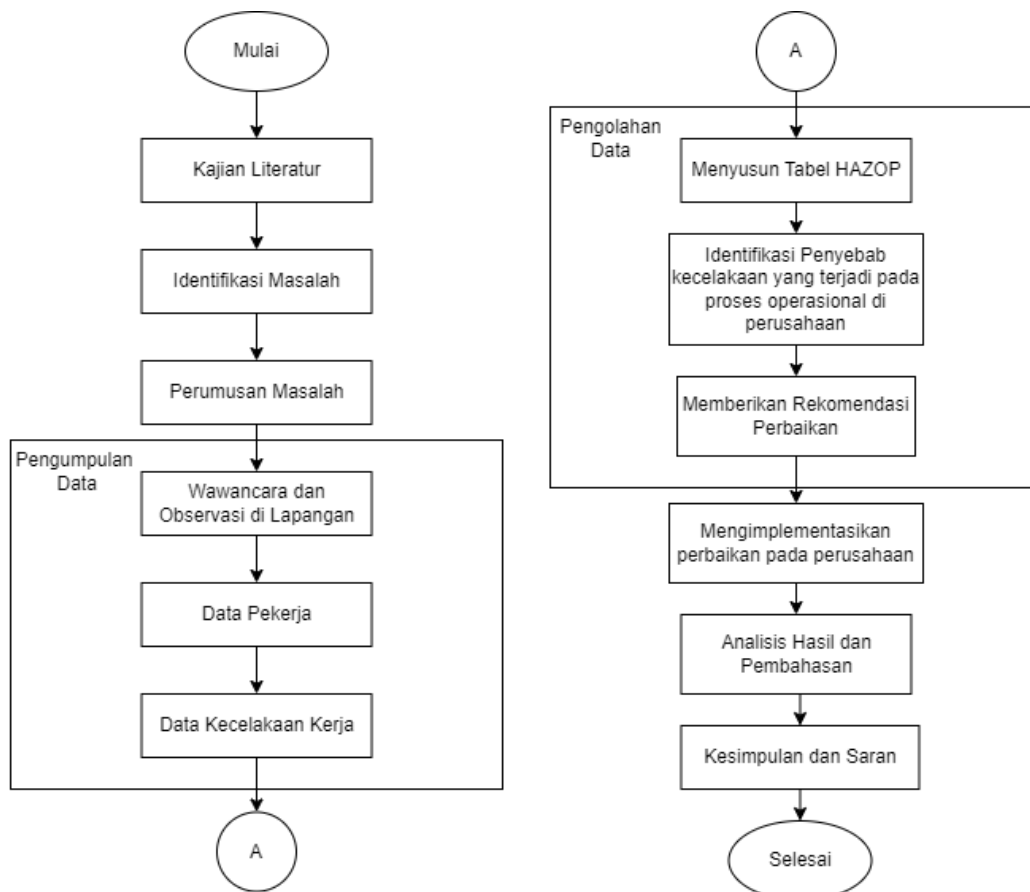 Mulai
Kajian Literatur
Identifikasi Masalah
Perumusan Masalah
Pengumpulan
Data
Wawancara dan
Observasi di Lapangan
Data Pekerja
Data Kecelakaan Kerja
A
A
Pengolahan
Data
Menyusun Tabel HAZOP
Identifikasi Penyebab
kecelakaan yang terjadi pada
proses operasional di
perusahaan
Memberikan Rekomendasi
Perbaikan
Mengimplementasikan
perbaikan pada perusahaan
Analisis Hasil dan
Pembahasan
Kesimpulan dan Saran
Selesai